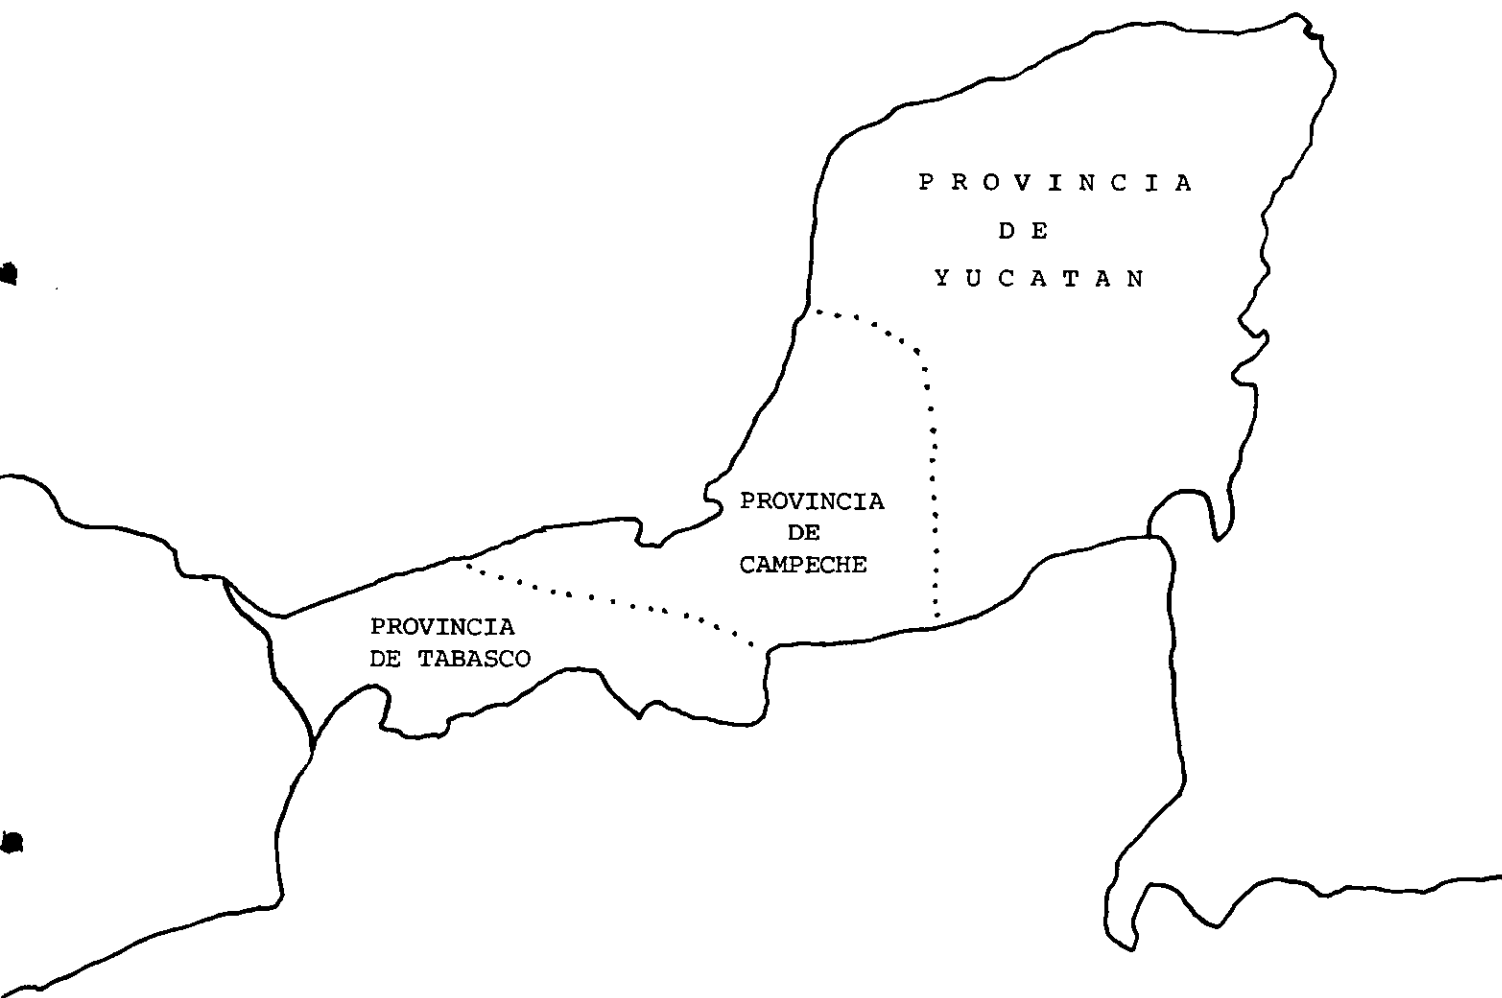 P R O V I N C I A
D E
Y U C A T A N
PROVINCIA
DE
CAMPECHE
PROVINCIA
DE TABASCO